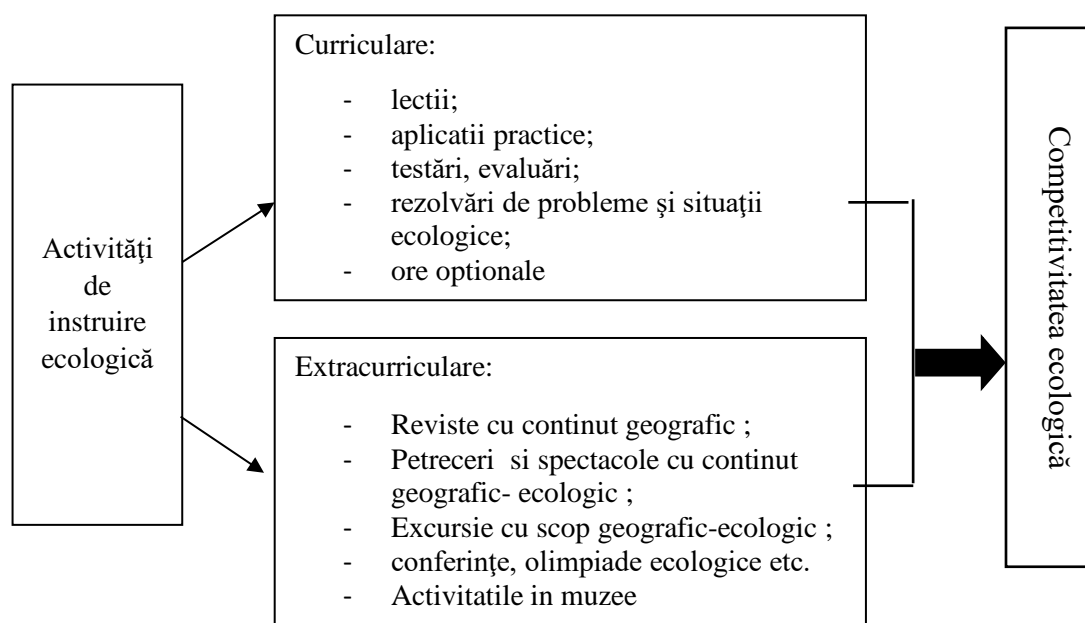 Activităţi
de
instruire
ecologică
Curriculare:
- lectii;
- aplicatii practice;
- testări, evaluări;
- rezolvări de probleme şi situaţii
ecologice;
- ore optionale
Extracurriculare:
- Reviste cu continut geografic ;
- Petreceri si spectacole cu continut
geografic- ecologic ;
- Excursie cu scop geografic-ecologic ;
- conferinţe, olimpiade ecologice etc.
- Activitatile in muzee
Competitivitatea ecologică